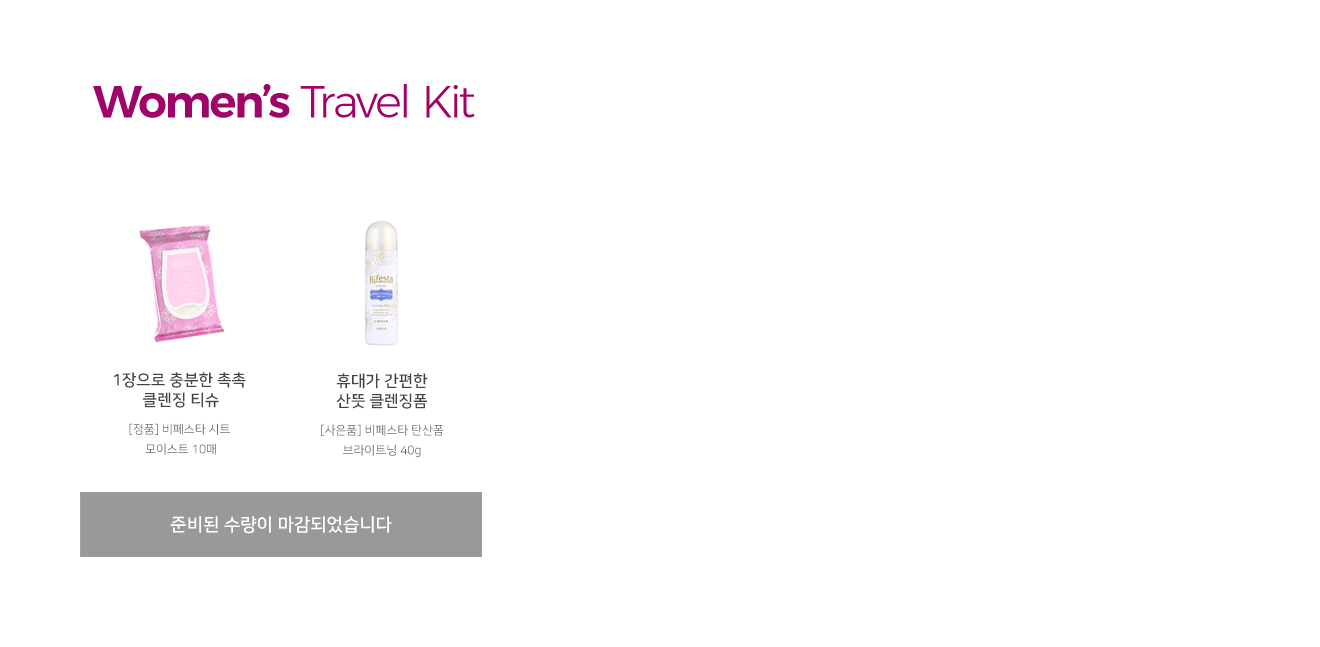 Women's Travel Kit
Bifesta
1장으로 충분한 촉촉
클렌징 티슈
[정품] 비페스타 시트
모이스트 10매
휴대가 간편한
산뜻 클렌징폼
[사은품] 비페스타 탄산폼
브라이트닝 40g
준비된 수량이 마감되었습니다